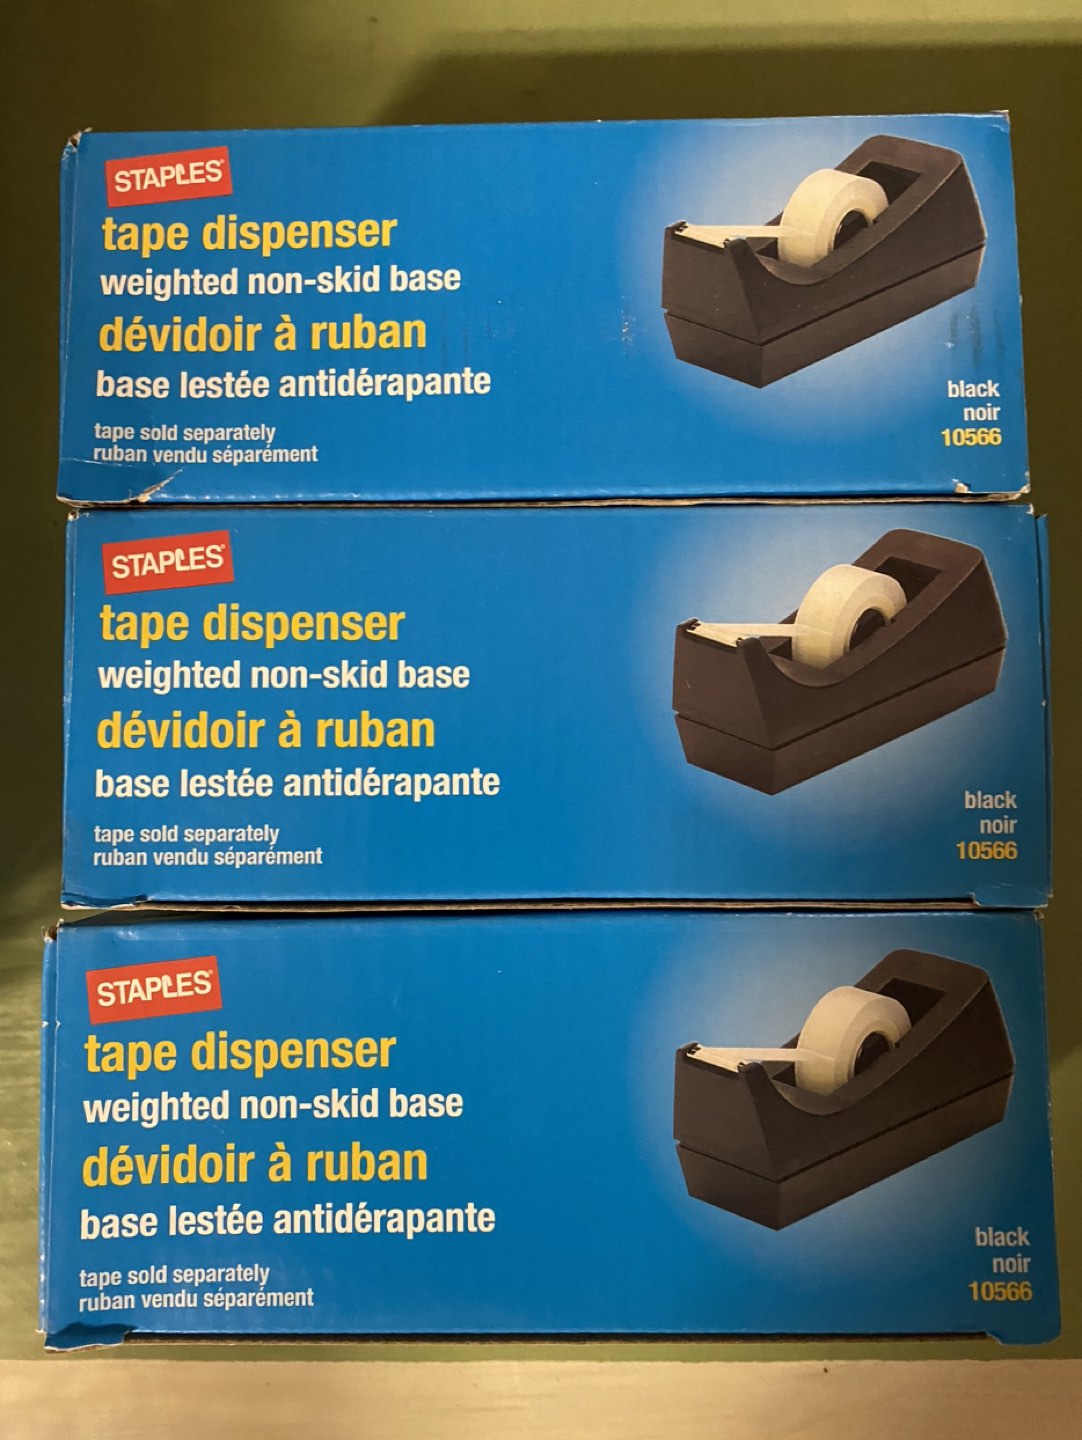 STAPLES
tape dispenser
weighted non-skid base
dévidoir à ruban
base lestée antidérapante
tape sold separately
ruban vendu séparément
black
noir
10566
STAPLES
tape dispenser
weighted non-skid base
dévidoir à ruban
base lestée antidérapante
tape sold separately
ruban vendu séparément
black
noir
10566
STAPLES
tape dispenser
weighted non-skid base
dévidoir à ruban
base lestée antidérapante
tape sold separately
ruban vendu séparément
black
noir
10566